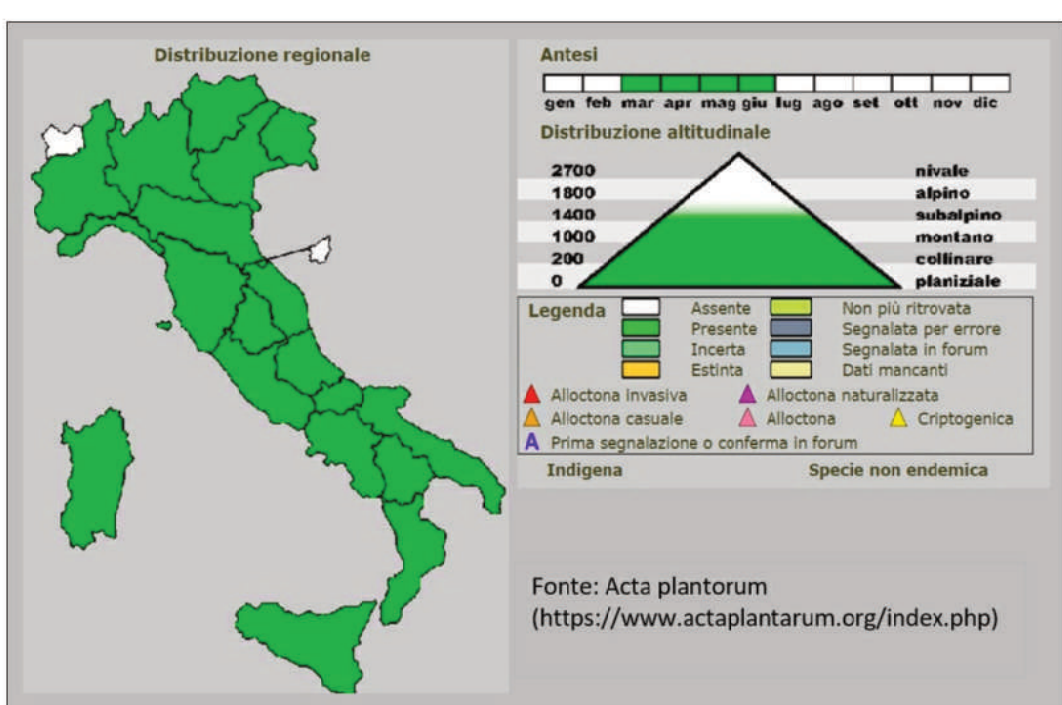 Distribuzione regionale
Antesi
gen feb mar apr mag giu lug ago set ott nov dic
Distribuzione altitudinale
2700 nivale
1800 alpino
1400 subalpino
1000 montano
200 collinare
0 planiziale
Legenda Assente Non più ritrovata
Presente Segnalata per errore
Incerta Segnalata in forum
Estinta Dati mancanti
Alloctona invasiva Alloctona naturalizzata
Alloctona casuale Alloctona Criptogenica
A Prima segnalazione o conferma in forum
Indigena Specie non endemica
Fonte: Acta plantorum
(https://www.actaplantarum.org/index.php)